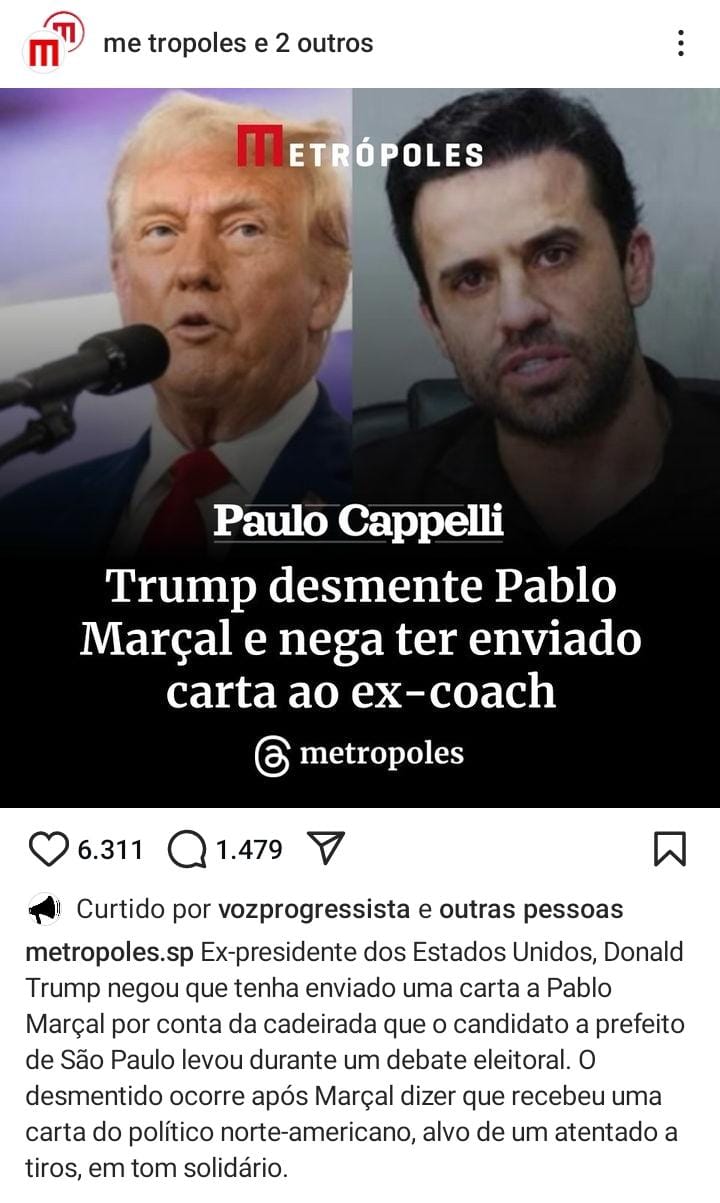 me tropoles e 2 outros
METRÓPOLES
Paulo Cappelli
Trump desmente Pablo
Marçal e nega ter enviado
carta ao ex-coach
metropoles
6.311 1.479
Curtido por vozprogressista e outras pessoas
metropoles.sp Ex-presidente dos Estados Unidos, Donald
Trump negou que tenha enviado uma carta a Pablo
Marçal por conta da cadeirada que o candidato a prefeito
de São Paulo levou durante um debate eleitoral. O
desmentido ocorre após Marçal dizer que recebeu uma
carta do político norte-americano, alvo de um atentado a
tiros, em tom solidário.